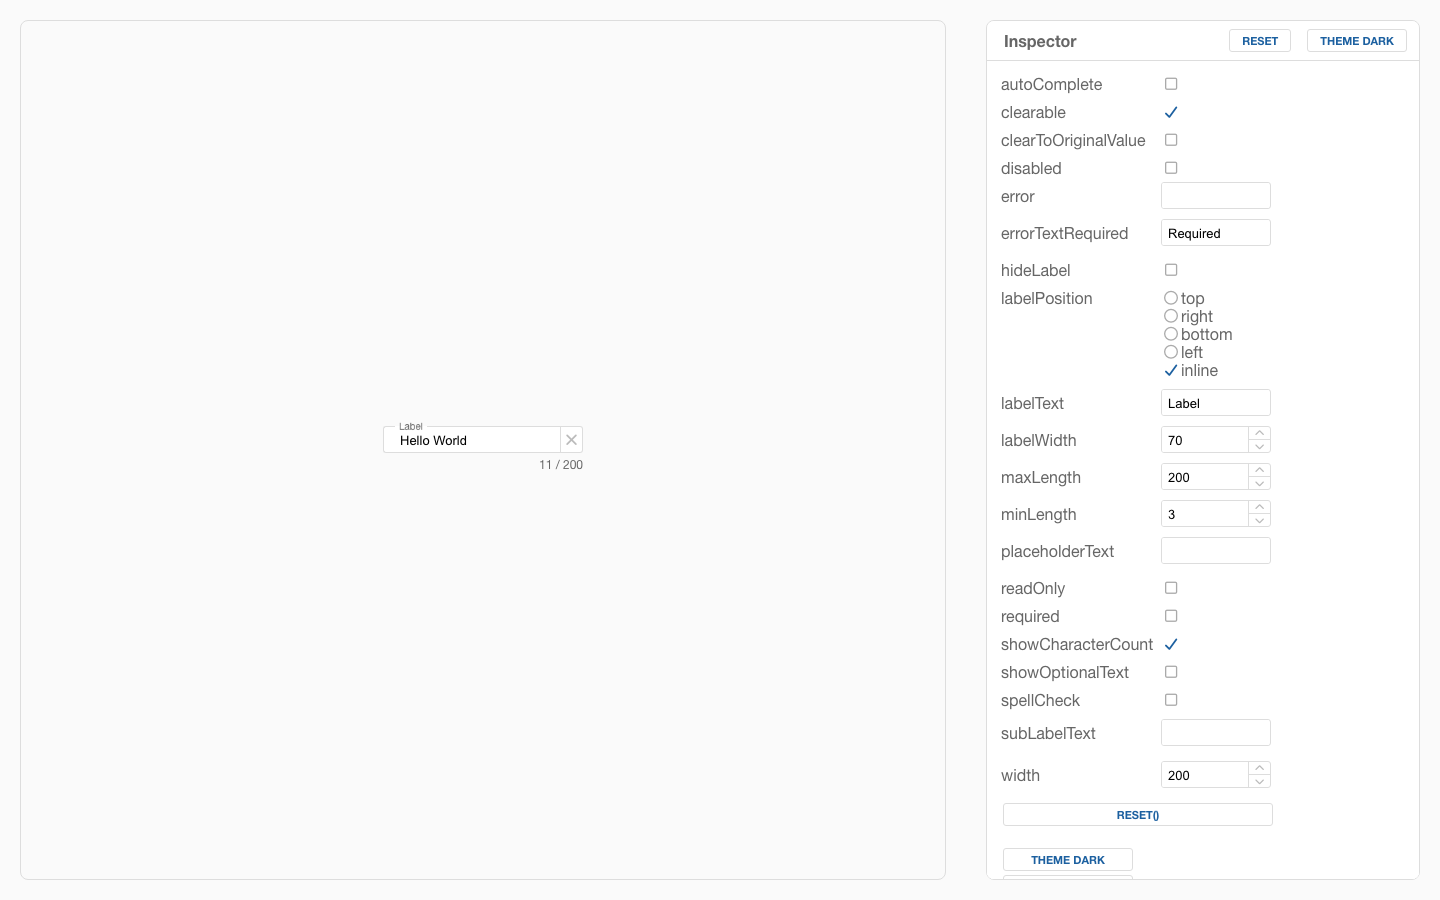 Label
Hello World
11 / 200
Inspector
RESET
THEME DARK
autoComplete
clearable
clearToOriginalValue
disabled
error
errorTextRequired
Required
hideLabel
labelPosition
top
right
bottom
left
inline
labelText
Label
labelWidth
70
maxLength
200
minLength
3
placeholderText
readOnly
required
showCharacterCount
showOptionalText
spellCheck
subLabelText
width
200
RESET()
THEME DARK